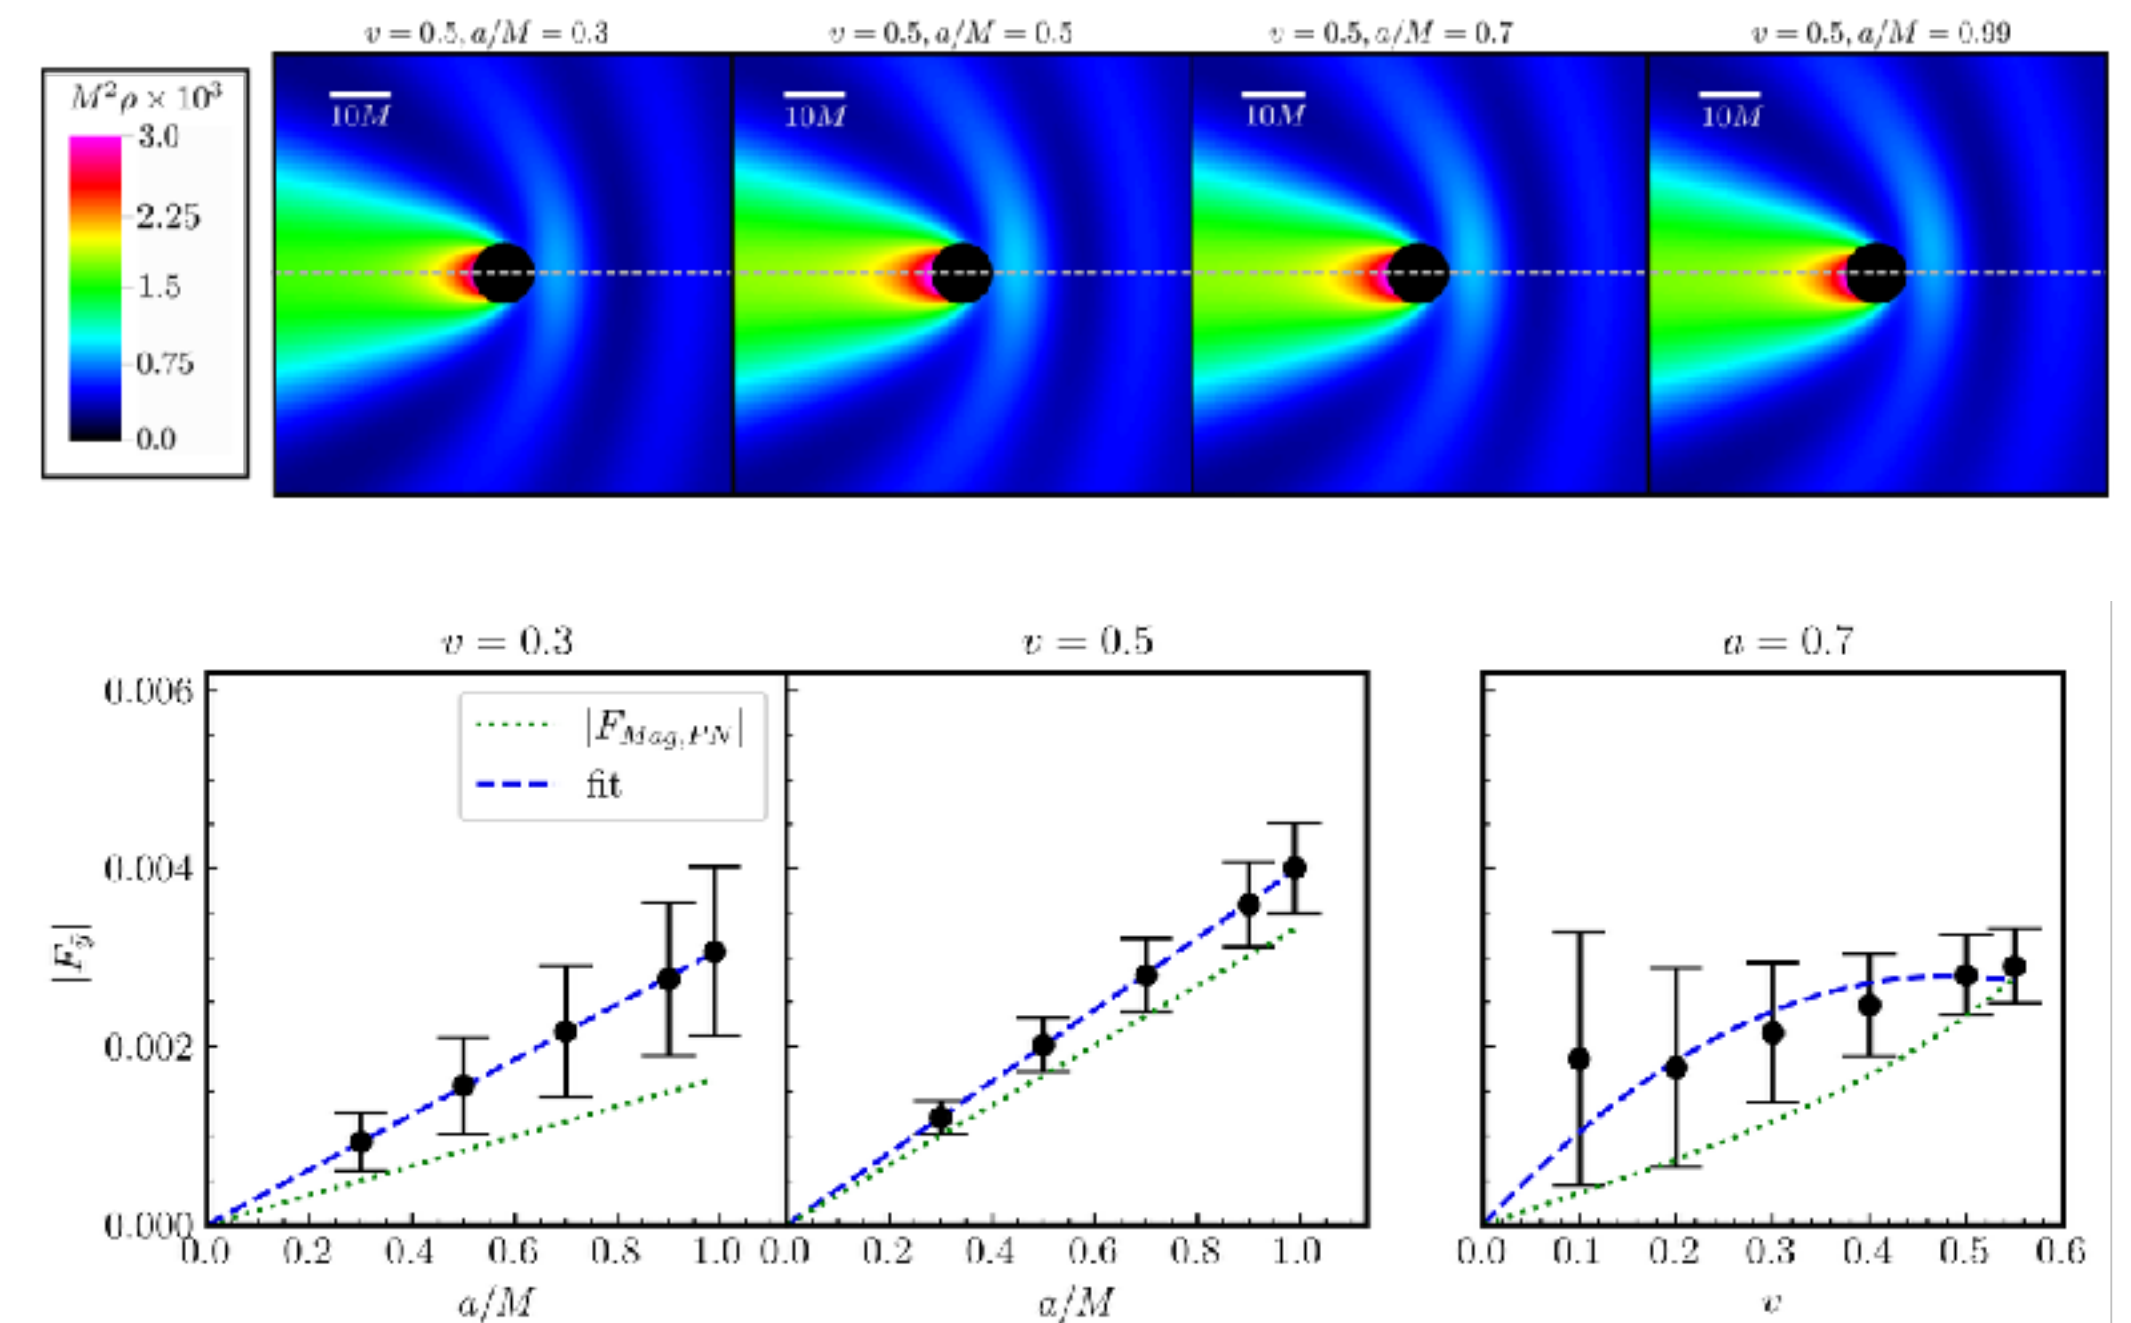 v = 0.5, a/M = 0.3
v = 0.5, a/M = 0.5
v = 0.5, a/M = 0.7
v = 0.5, a/M = 0.99
M²ρ × 10³
3.0
2.25
1.5
0.75
0.0
10M
10M
10M
10M
v = 0.3
v = 0.5
a = 0.7
|F_{Mag,PN}|
fit
0.006
0.004
0.002
0.000
|F_ȳ|
0.0 0.2 0.4 0.6 0.8 1.0
0.0 0.2 0.4 0.6 0.8 1.0
0.0 0.1 0.2 0.3 0.4 0.5 0.6
a/M
a/M
v